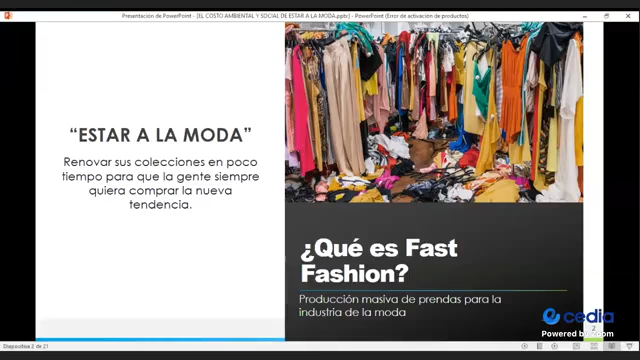 Presentación de PowerPoint - [EL COSTO AMBIENTAL Y SOCIAL DE ESTAR A LA MODA.pptx] - PowerPoint (Error de activación de productos)
“ESTAR A LA MODA”
Renovar sus colecciones en poco
tiempo para que la gente siempre
quiera comprar la nueva
tendencia.
¿Qué es Fast
Fashion?
Producción masiva de prendas para la
industria de la moda
cedia
2
Powered by Zoom
Diapositiva 2 de 21